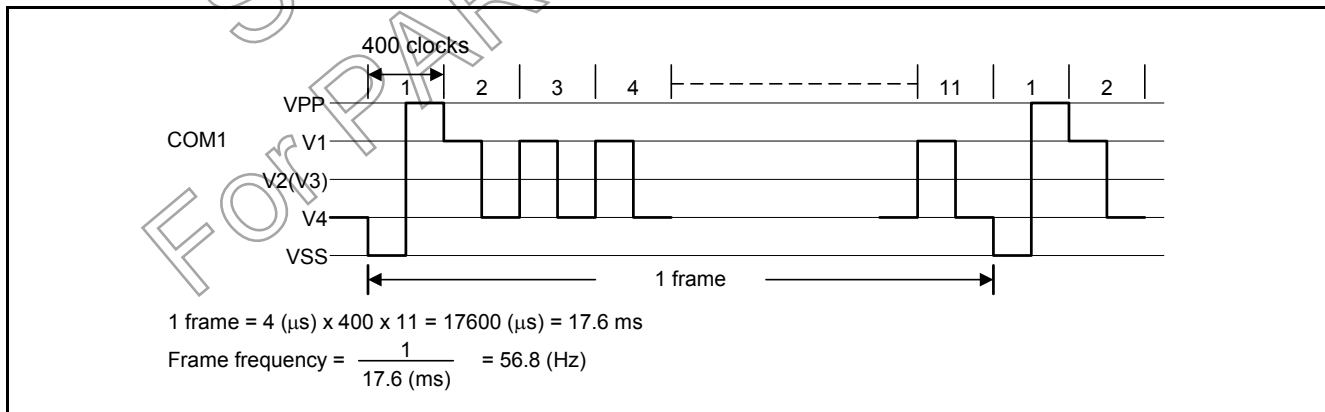 For PAR
400 clocks
1 2 3 4 11 1 2
VPP
COM1 V1
V2(V3)
V4
VSS
1 frame
1 frame = 4 (μs) x 400 x 11 = 17600 (μs) = 17.6 ms
Frame frequency = 1 / 17.6 (ms) = 56.8 (Hz)